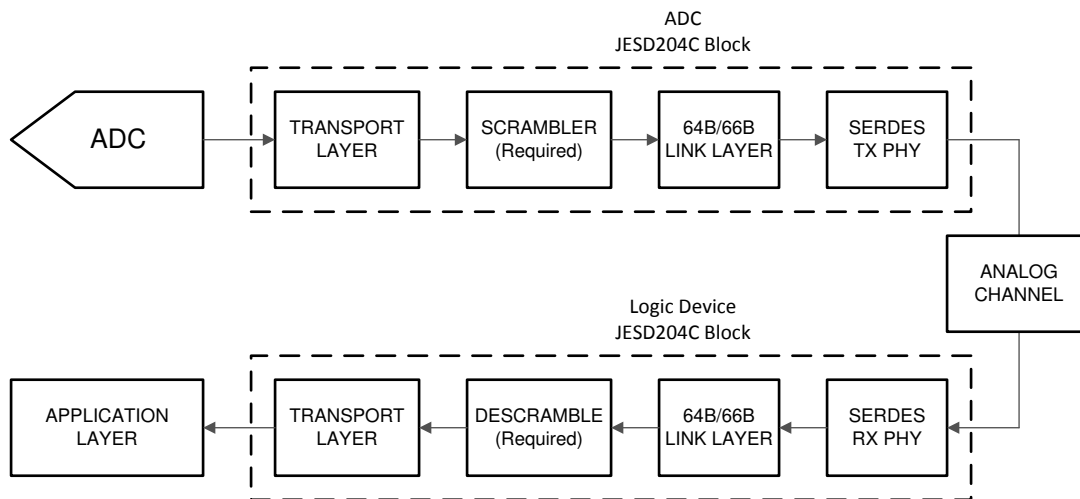 ADC
JESD204C Block
ADC
TRANSPORT
LAYER
SCRAMBLER
(Required)
64B/66B
LINK LAYER
SERDES
TX PHY
ANALOG
CHANNEL
Logic Device
JESD204C Block
APPLICATION
LAYER
TRANSPORT
LAYER
DESCRAMBLE
(Required)
64B/66B
LINK LAYER
SERDES
RX PHY